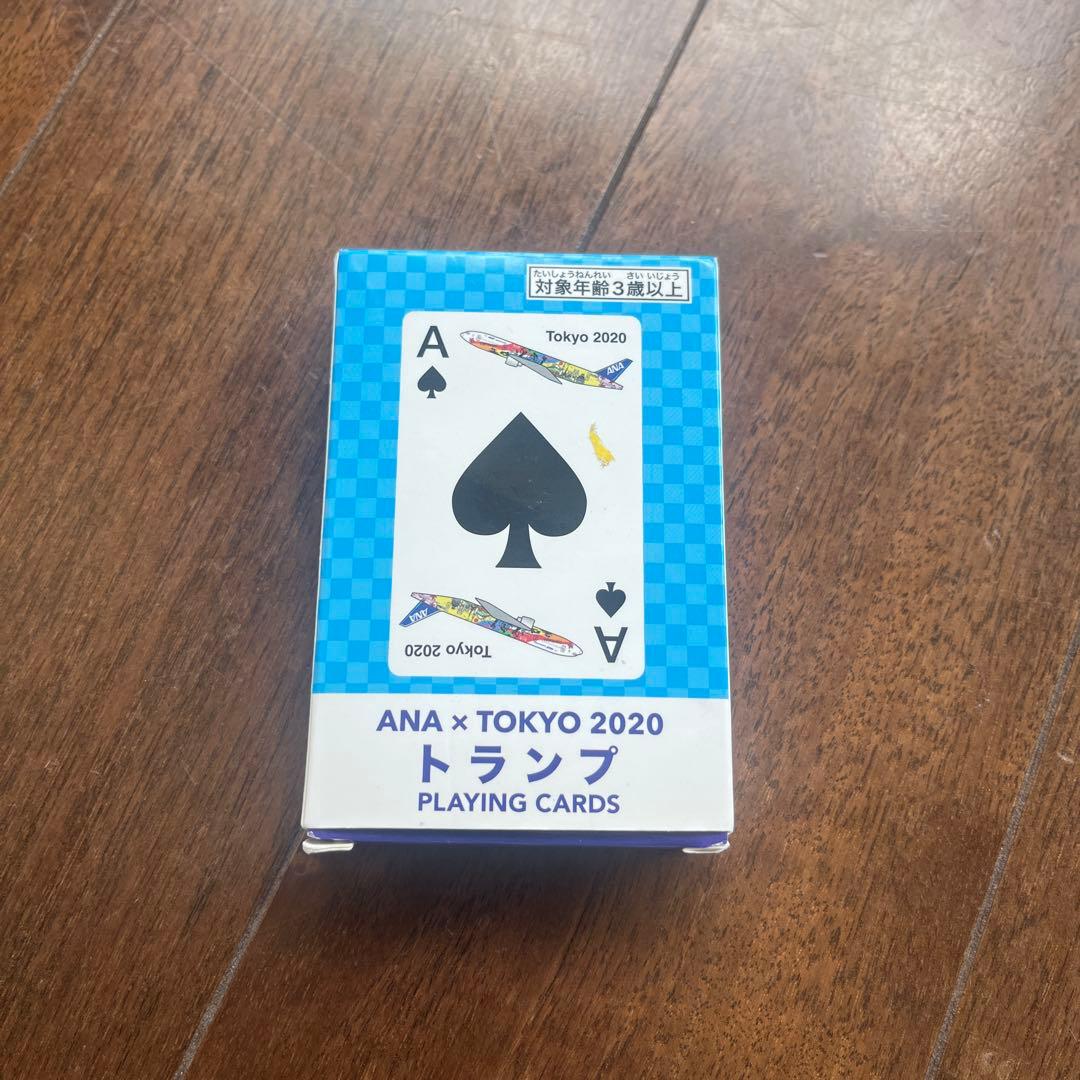 たいしょうねんれい さい いじょう
対象年齢3歳以上
A
Tokyo 2020
ANA
ANA
A
Tokyo 2020
ANA × TOKYO 2020
トランプ
PLAYING CARDS